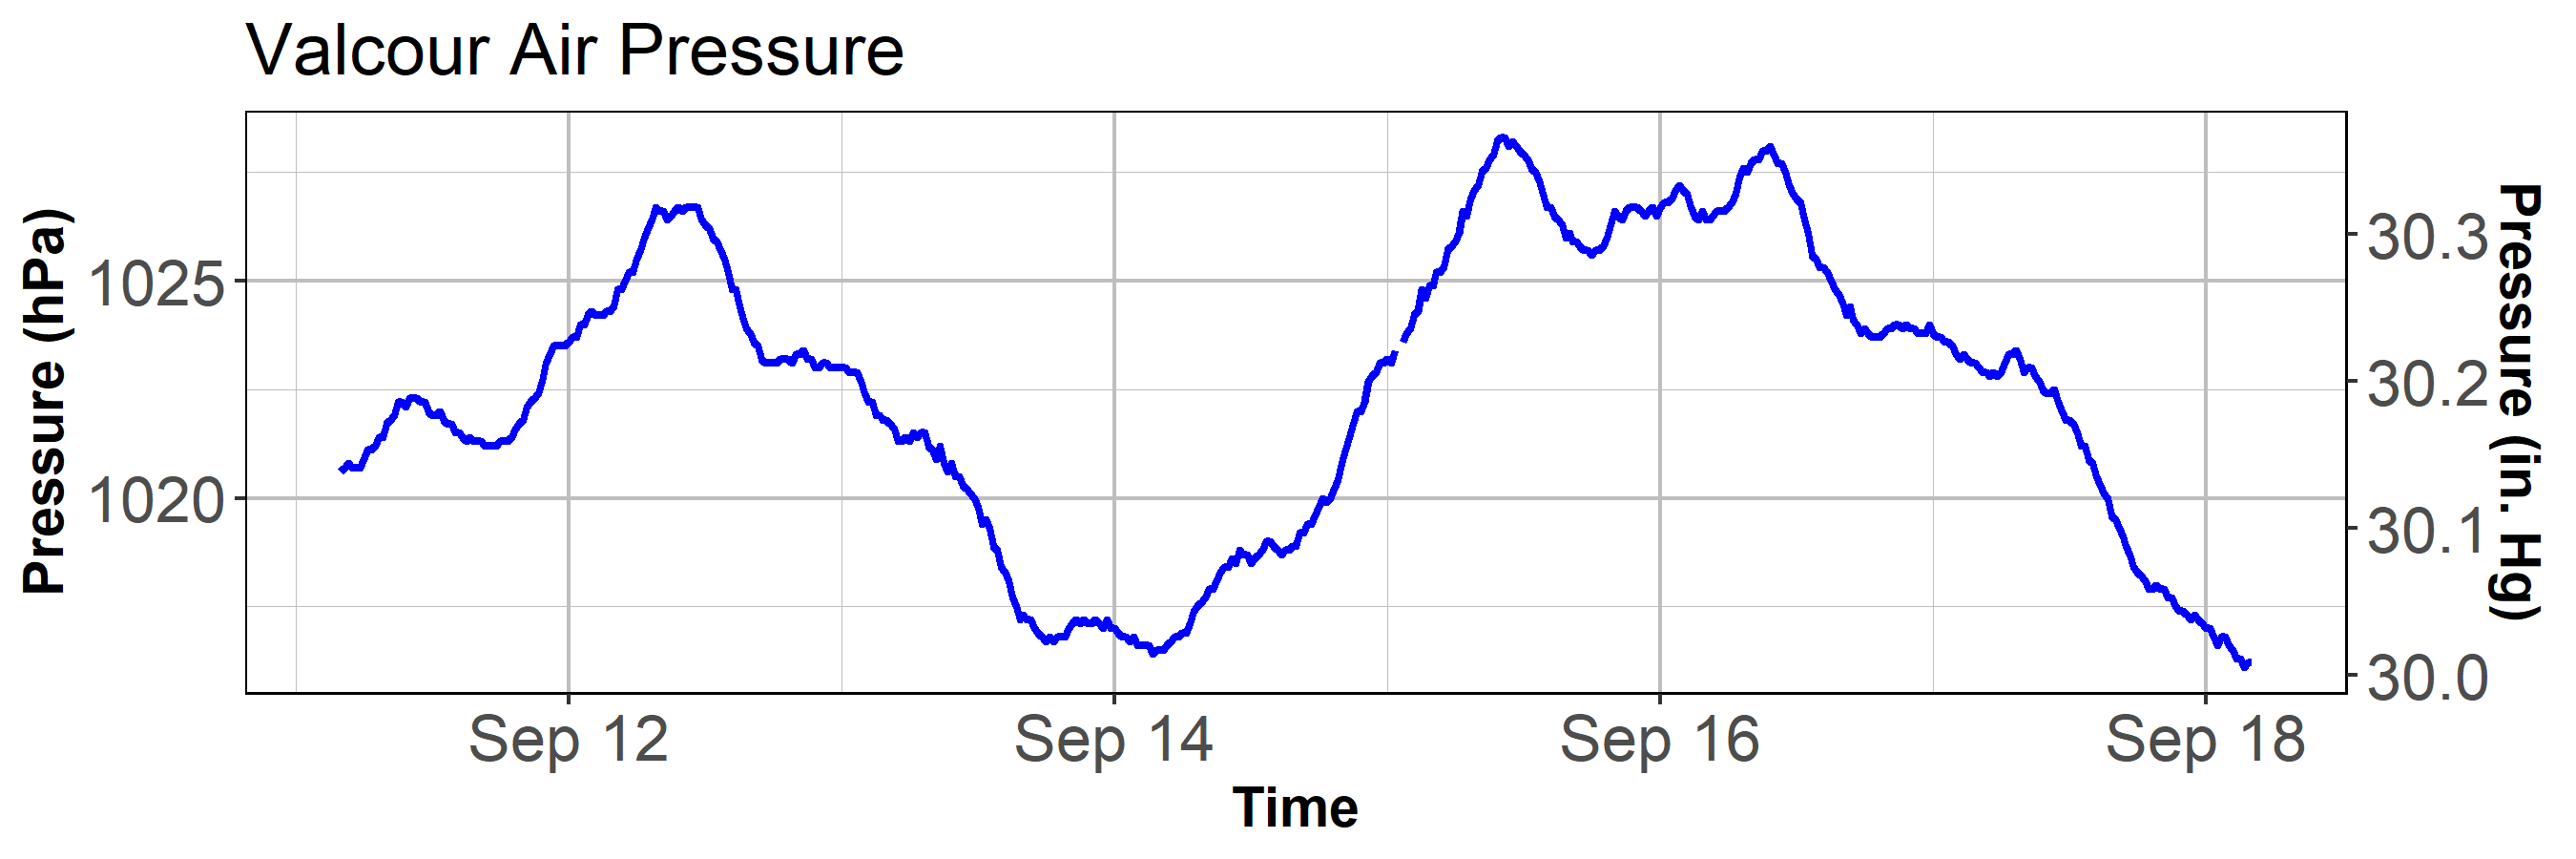 Valcour Air Pressure
Pressure (hPa)
1025
1020
30.3
30.2
30.1
30.0
Pressure (in. Hg)
Sep 12 Sep 14 Sep 16 Sep 18
Time